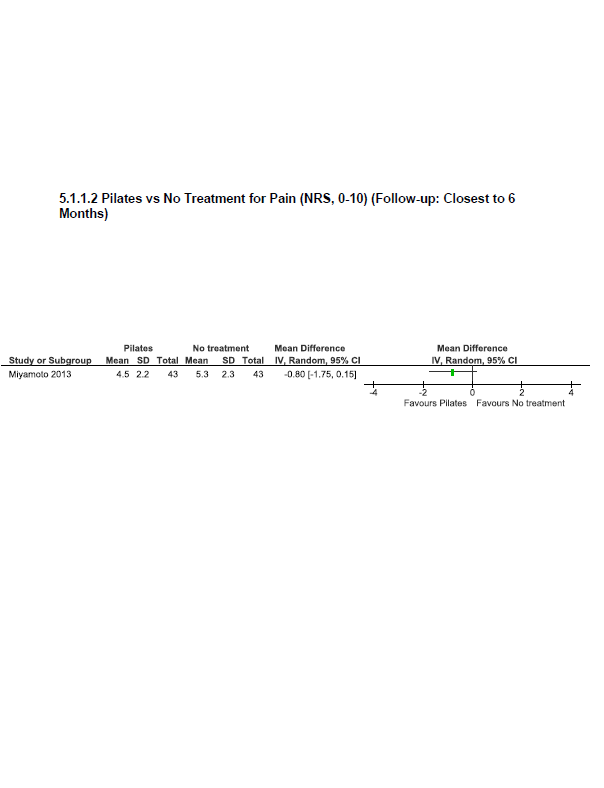 5.1.1.2 Pilates vs No Treatment for Pain (NRS, 0-10) (Follow-up: Closest to 6
Months)
Pilates No treatment Mean Difference Mean Difference
Study or Subgroup Mean SD Total Mean SD Total IV, Random, 95% CI IV, Random, 95% CI
Miyamoto 2013 4.5 2.2 43 5.3 2.3 43 -0.80 [-1.75, 0.15]
-4 -2 0 2 4
Favours Pilates Favours No treatment